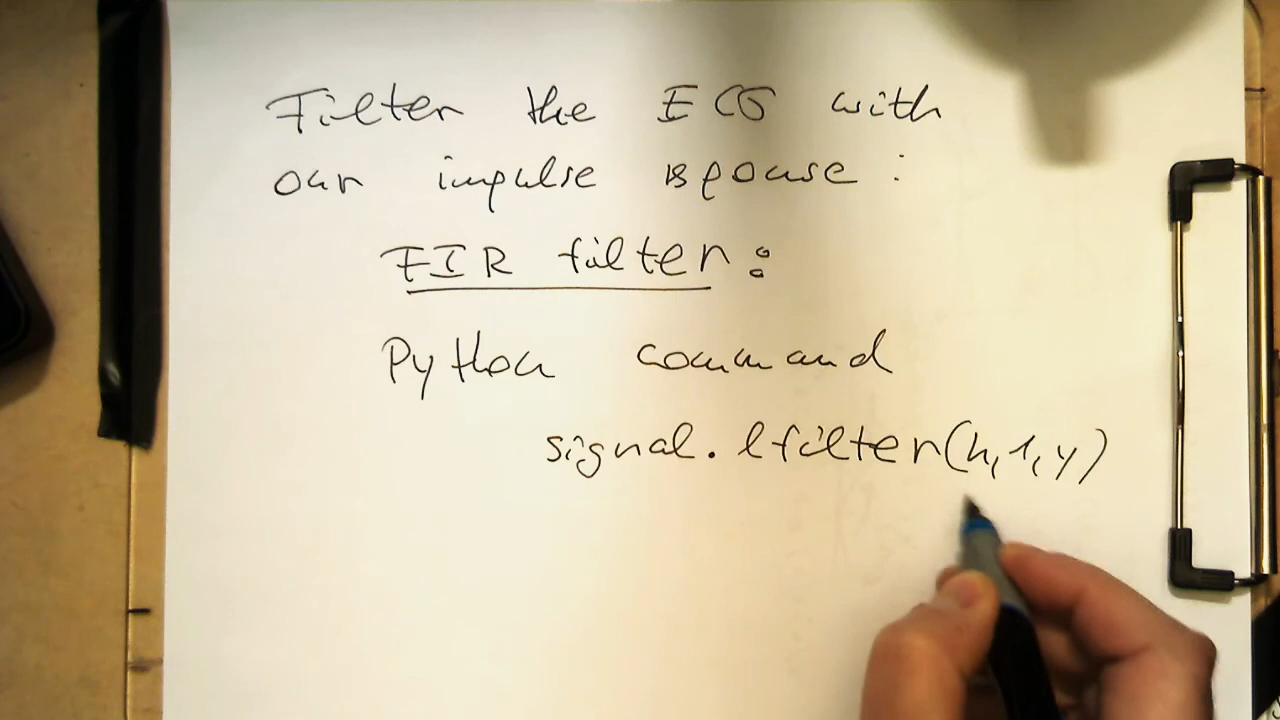 Filter the ECG with
our impulse response :
FIR filter :
Python command
signal.lfilter(h,1,y)